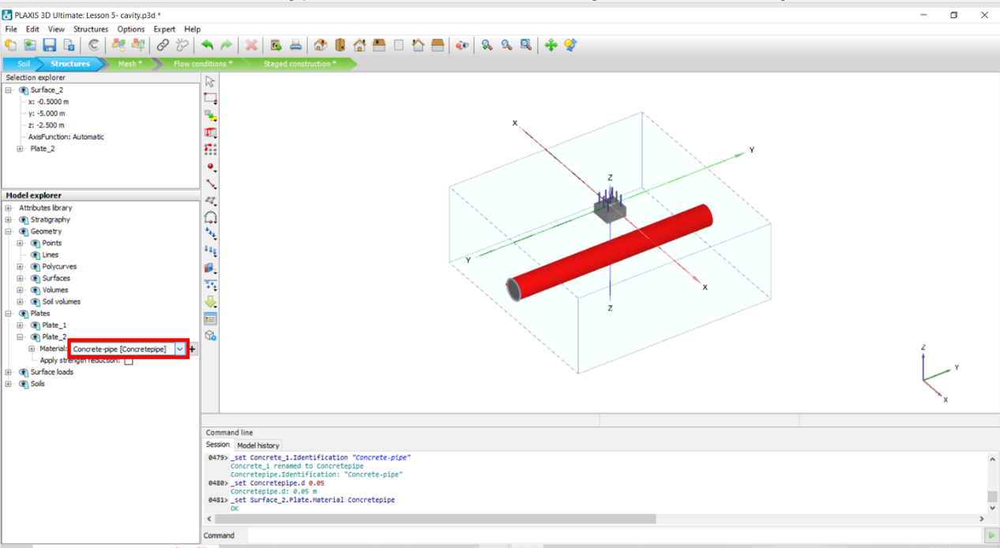 PLAXIS 3D Ultimate: Lesson 5- cavity.p3d *
File Edit View Structures Options Expert Help
Soil Structures Mesh * Flow conditions * Staged construction *
Selection explorer
Surface_2
x: -0.5000 m
y: -5.000 m
z: -2.500 m
AxisFunction: Automatic
Plate_2
Model explorer
Attributes library
Stratigraphy
Geometry
Points
Lines
Polycurves
Surfaces
Volumes
Soil volumes
Plates
Plate_1
Plate_2
Material: Concrete-pipe [Concretepipe]
Apply strength reduction:
Surface loads
Soils
X
Y
Z
Y
X
Z
Z
Y
X
Command line
Session Model history
0479> _set Concrete_1.Identification "Concrete-pipe"
Concrete_1 renamed to Concretepipe
Concretepipe.Identification: "Concrete-pipe"
0480> _set Concretepipe.d 0.05
Concretepipe.d: 0.05 m
0481> _set Surface_2.Plate.Material Concretepipe
OK
Command